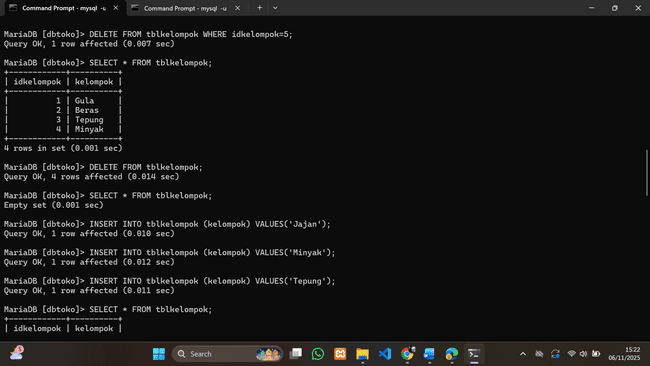 Command Prompt - mysql -u
Command Prompt - mysql -u
MariaDB [dbtoko]> DELETE FROM tblkelompok WHERE idkelompok=5;
Query OK, 1 row affected (0.007 sec)
MariaDB [dbtoko]> SELECT * FROM tblkelompok;
+------------+----------+
| idkelompok | kelompok |
+------------+----------+
|          1 | Gula     |
|          2 | Beras    |
|          3 | Tepung   |
|          4 | Minyak   |
+------------+----------+
4 rows in set (0.001 sec)
MariaDB [dbtoko]> DELETE FROM tblkelompok;
Query OK, 4 rows affected (0.014 sec)
MariaDB [dbtoko]> SELECT * FROM tblkelompok;
Empty set (0.001 sec)
MariaDB [dbtoko]> INSERT INTO tblkelompok (kelompok) VALUES('Jajan');
Query OK, 1 row affected (0.010 sec)
MariaDB [dbtoko]> INSERT INTO tblkelompok (kelompok) VALUES('Minyak');
Query OK, 1 row affected (0.012 sec)
MariaDB [dbtoko]> INSERT INTO tblkelompok (kelompok) VALUES('Tepung');
Query OK, 1 row affected (0.011 sec)
MariaDB [dbtoko]> SELECT * FROM tblkelompok;
+------------+----------+
| idkelompok | kelompok |
Search
15:22
06/11/2025